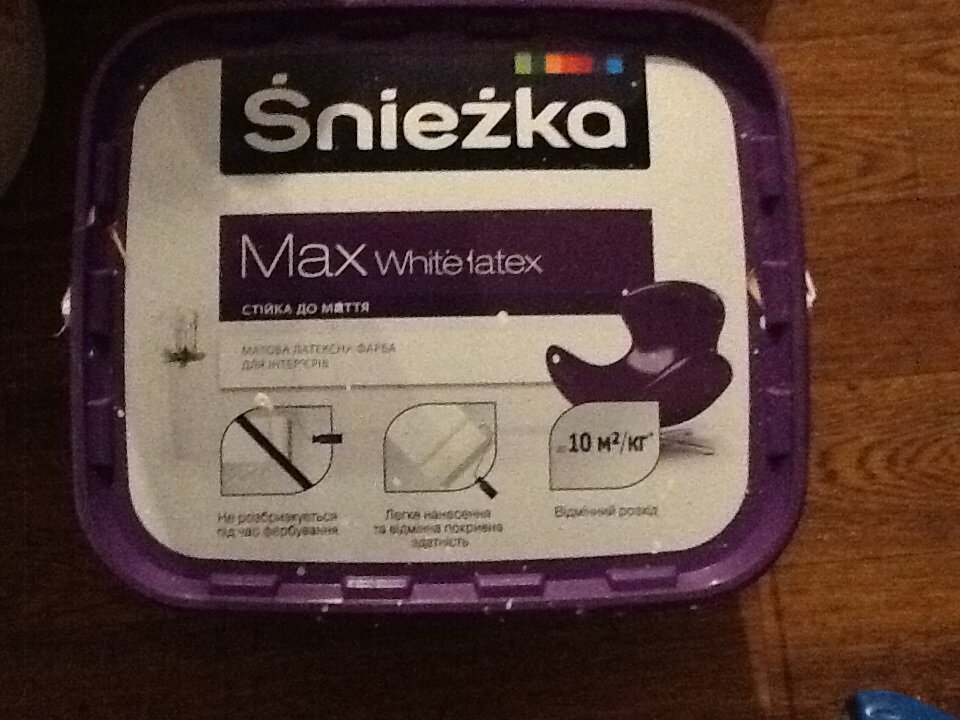 Śnieżka
Max White latex
СТІЙКА ДО МИТТЯ
МАТОВА ЛАТЕКСНА ФАРБА
ДЛЯ ІНТЕР'ЄРІВ
10 м²/кг*
Не розбризкується
під час фарбування
Легке нанесення
та відмінна покривна
здатність
Відмінний розхід